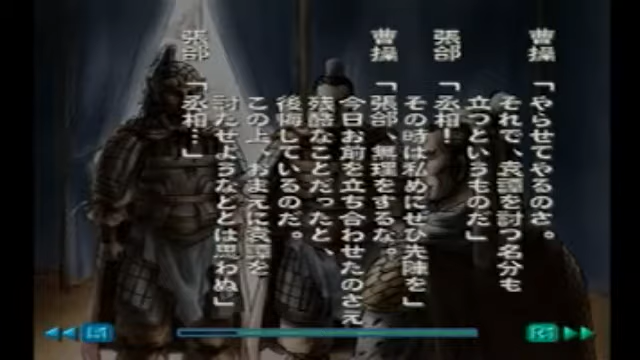 曹操「やらせてやるのさ。
それで、袁譚を討つ名分も
立つというものだ」
張郃「丞相！
その時は私めにぜひ先陣を」
曹操「張郃、無理をするな。
今日お前を立ち合わせたのさえ
残酷なことだったと、
後悔しているのだ。
この上、おまえに袁譚を
討たせようなどとは思わぬ」
張郃「丞相…」
L1
R1